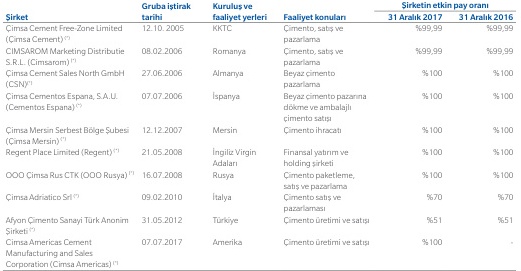 Şirketin etkin pay oranı
Şirket Gruba iştirak tarihi Kuruluş ve faaliyet yerleri Faaliyet konuları 31 Aralık 2017 31 Aralık 2016
Çimsa Cement Free-Zone Limited 12.10.2005 KKTC Çimento, satış ve %99,99 %99,99
(Çimsa Cement) (*) pazarlama
CIMSAROM Marketing Distributie 08.02.2006 Romanya Çimento, satış ve %99,99 %99,99
S.R.L. (Cimsarom) (*) pazarlama
Çimsa Cement Sales North GmbH 27.06.2006 Almanya Beyaz çimento %100 %100
(CSN)(*) pazarlama
Çimsa Cementos Espana, S.A.U. 07.07.2006 İspanya Beyaz çimento pazarına %100 %100
(Cementos Espana) (*) dökme ve ambalajlı
çimento satışı
Çimsa Mersin Serbest Bölge Şubesi 12.12.2007 Mersin Çimento ihracatı %100 %100
(Çimsa Mersin) (*)
Regent Place Limited (Regent) (*) 21.05.2008 İngiliz Virgin Finansal yatırım ve %100 %100
Adaları holding şirketi
OOO Çimsa Rus CTK (OOO Rusya) (*) 16.07.2008 Rusya Çimento paketleme, %100 %100
satış ve pazarlama
Çimsa Adriatico Srl (*) 09.02.2010 İtalya Çimento satış ve %70 %70
pazarlaması
Afyon Çimento Sanayi Türk Anonim 31.05.2012 Türkiye Çimento üretimi ve satışı %51 %51
Şirketi (*)
Cimsa Americas Cement 07.07.2017 Amerika Çimento üretimi ve satışı %100 -
Manufacturing and Sales
Corporation (Cimsa Americas) (*)